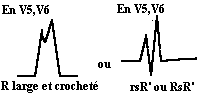 En V5,V6
En V5,V6
ou
R large et crocheté
rsR' ou RsR'